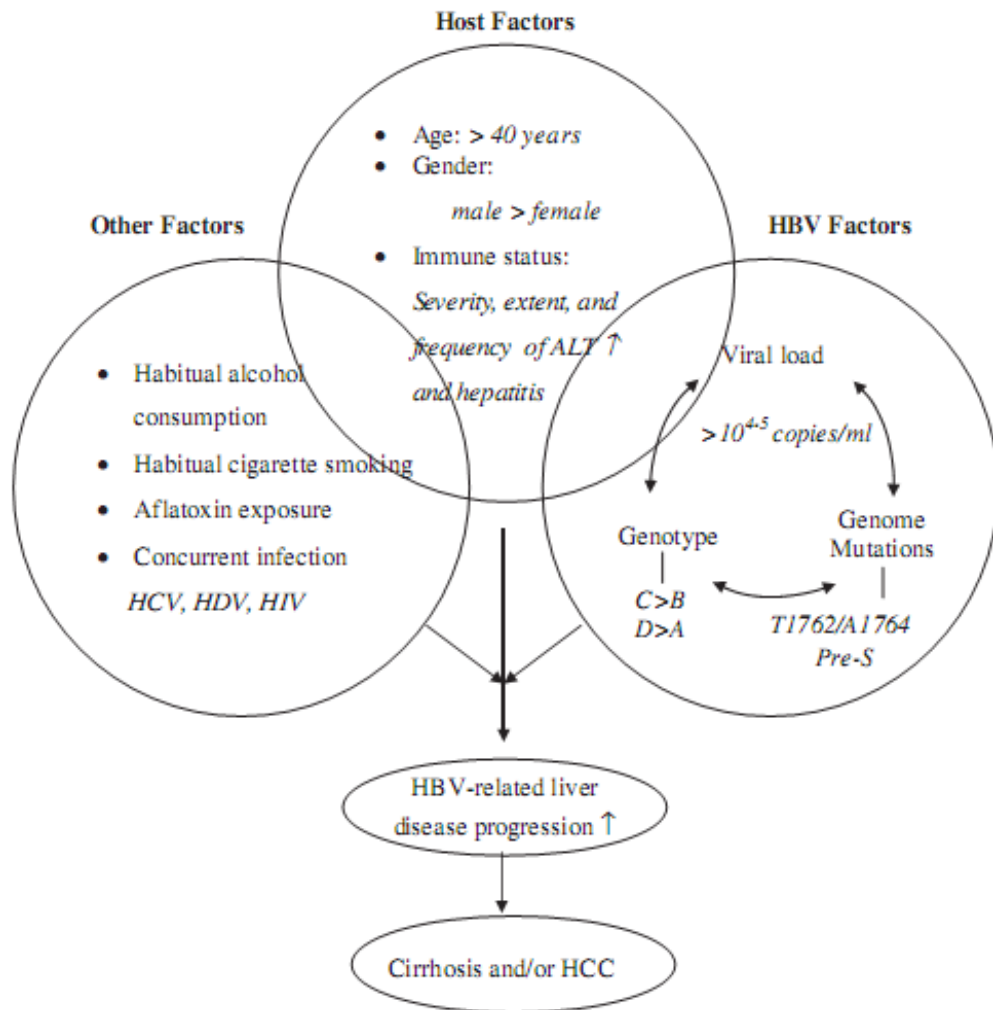 Host Factors
• Age: > 40 years
• Gender:
male > female
• Immune status:
Severity, extent, and
frequency of ALT ↑
and hepatitis
Other Factors
• Habitual alcohol
consumption
• Habitual cigarette smoking
• Aflatoxin exposure
• Concurrent infection
HCV, HDV, HIV
HBV Factors
Viral load
>10⁴⁻⁵ copies/ml
Genotype
C>B
D>A
Genome
Mutations
T1762/A1764
Pre-S
HBV-related liver
disease progression ↑
Cirrhosis and/or HCC